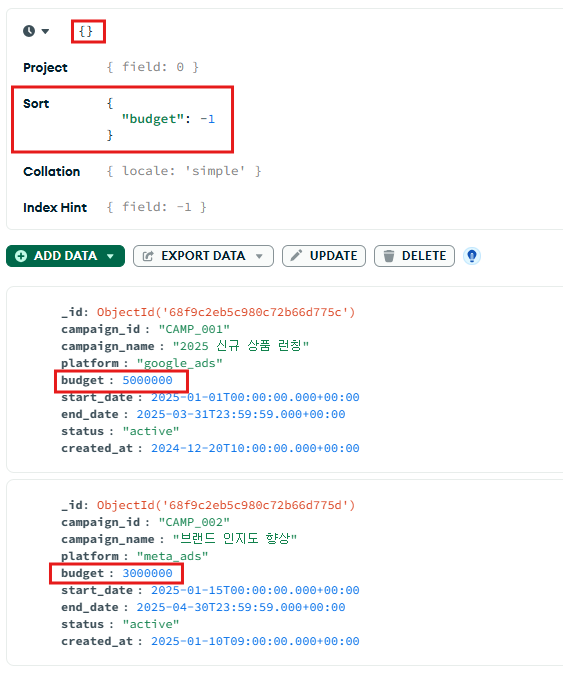 {}
Project { field: 0 }
Sort {
"budget": -1
}
Collation { locale: 'simple' }
Index Hint { field: -1 }
ADD DATA EXPORT DATA UPDATE DELETE
_id: ObjectId('68f9c2eb5c980c72b66d775c')
campaign_id : "CAMP_001"
campaign_name : "2025 신규 상품 런칭"
platform : "google_ads"
budget : 5000000
start_date : 2025-01-01T00:00:00.000+00:00
end_date : 2025-03-31T23:59:59.000+00:00
status : "active"
created_at : 2024-12-20T10:00:00.000+00:00
_id: ObjectId('68f9c2eb5c980c72b66d775d')
campaign_id : "CAMP_002"
campaign_name : "브랜드 인지도 향상"
platform : "meta_ads"
budget : 3000000
start_date : 2025-01-15T00:00:00.000+00:00
end_date : 2025-04-30T23:59:59.000+00:00
status : "active"
created_at : 2025-01-10T09:00:00.000+00:00